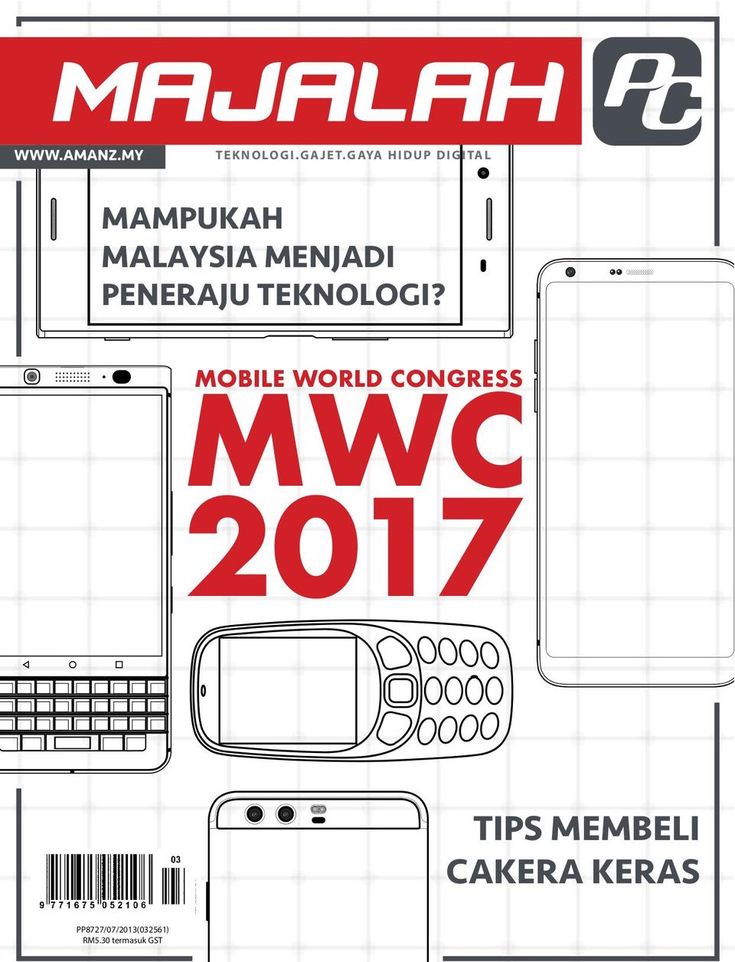 MAJALAH PC
WWW.AMANZ.MY
TEKNOLOGI.GAJET.GAYA HIDUP DIGITAL
MAMPUKAH
MALAYSIA MENJADI
PENERAJU TEKNOLOGI?
MOBILE WORLD CONGRESS
MWC
2017
TIPS MEMBELI
CAKERA KERAS
03
9 771675 052106
PP8727/07/2013(032561)
RM5.30 termasuk GST